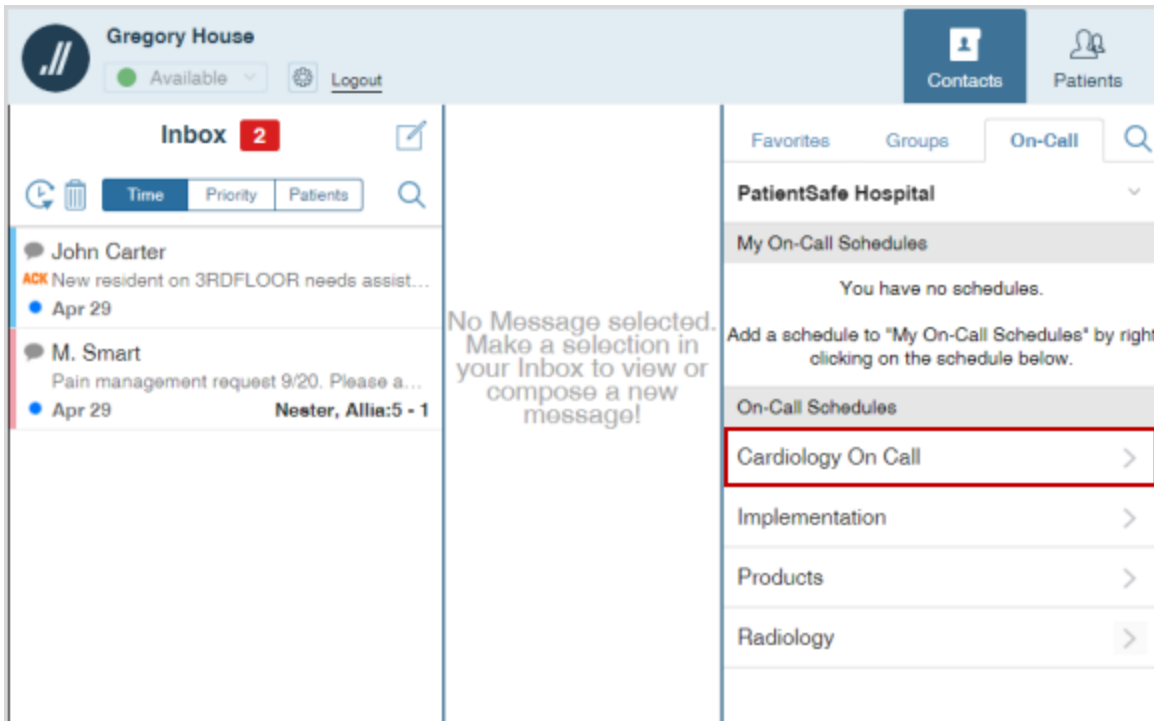 Gregory House
Available
Logout
Contacts
Patients
Inbox 2
Time Priority Patients
John Carter
ACK New resident on 3RDFLOOR needs assist...
Apr 29
M. Smart
Pain management request 9/20. Please a...
Apr 29 Nester, Allia:5 - 1
No Message selected.
Make a selection in
your Inbox to view or
compose a new
message!
Favorites Groups On-Call
PatientSafe Hospital
My On-Call Schedules
You have no schedules.
Add a schedule to "My On-Call Schedules" by right
clicking on the schedule below.
On-Call Schedules
Cardiology On Call
Implementation
Products
Radiology